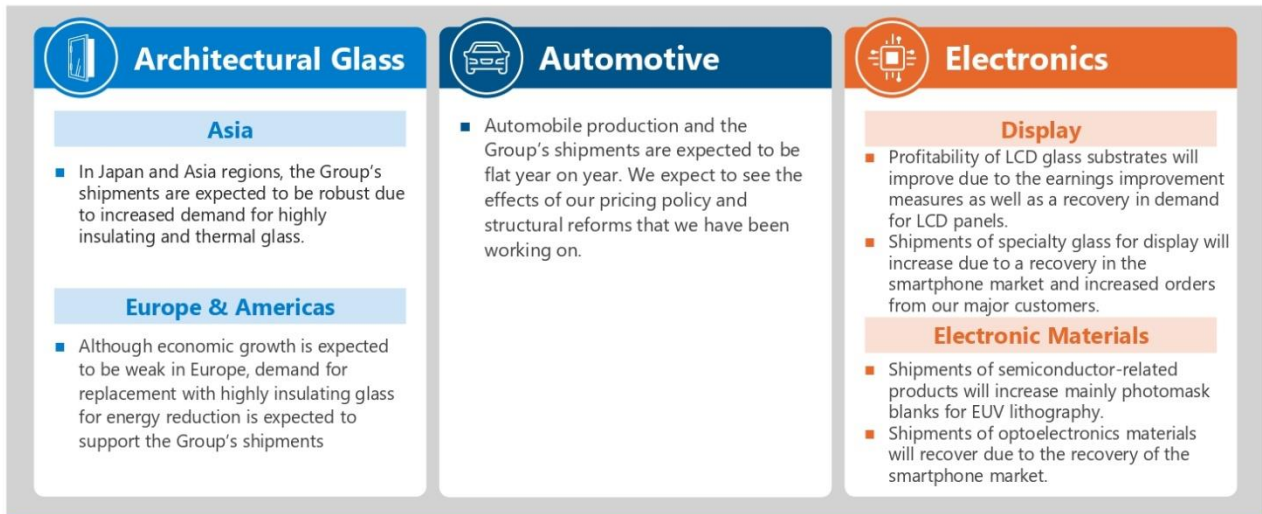 Architectural Glass
Asia
■ In Japan and Asia regions, the Group's
shipments are expected to be robust due
to increased demand for highly
insulating and thermal glass.
Europe & Americas
■ Although economic growth is expected
to be weak in Europe, demand for
replacement with highly insulating glass
for energy reduction is expected to
support the Group's shipments
Automotive
■ Automobile production and the
Group's shipments are expected to be
flat year on year. We expect to see the
effects of our pricing policy and
structural reforms that we have been
working on.
Electronics
Display
■ Profitability of LCD glass substrates will
improve due to the earnings improvement
measures as well as a recovery in demand
for LCD panels.
■ Shipments of specialty glass for display will
increase due to a recovery in the
smartphone market and increased orders
from our major customers.
Electronic Materials
■ Shipments of semiconductor-related
products will increase mainly photomask
blanks for EUV lithography.
■ Shipments of optoelectronics materials
will recover due to the recovery of the
smartphone market.